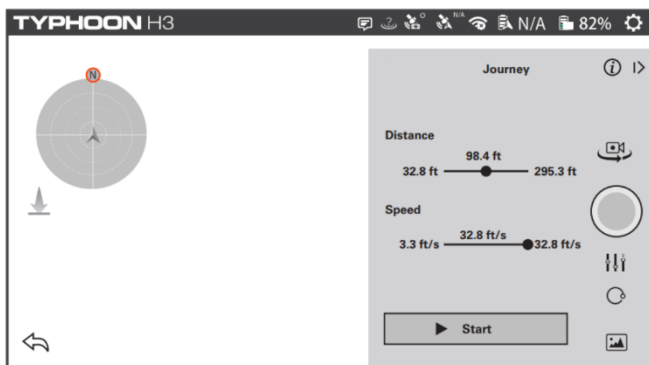 TYPHOON H3
N/A
N/A
82%
N
Journey
Distance
98.4 ft
32.8 ft
295.3 ft
Speed
32.8 ft/s
3.3 ft/s
32.8 ft/s
Start